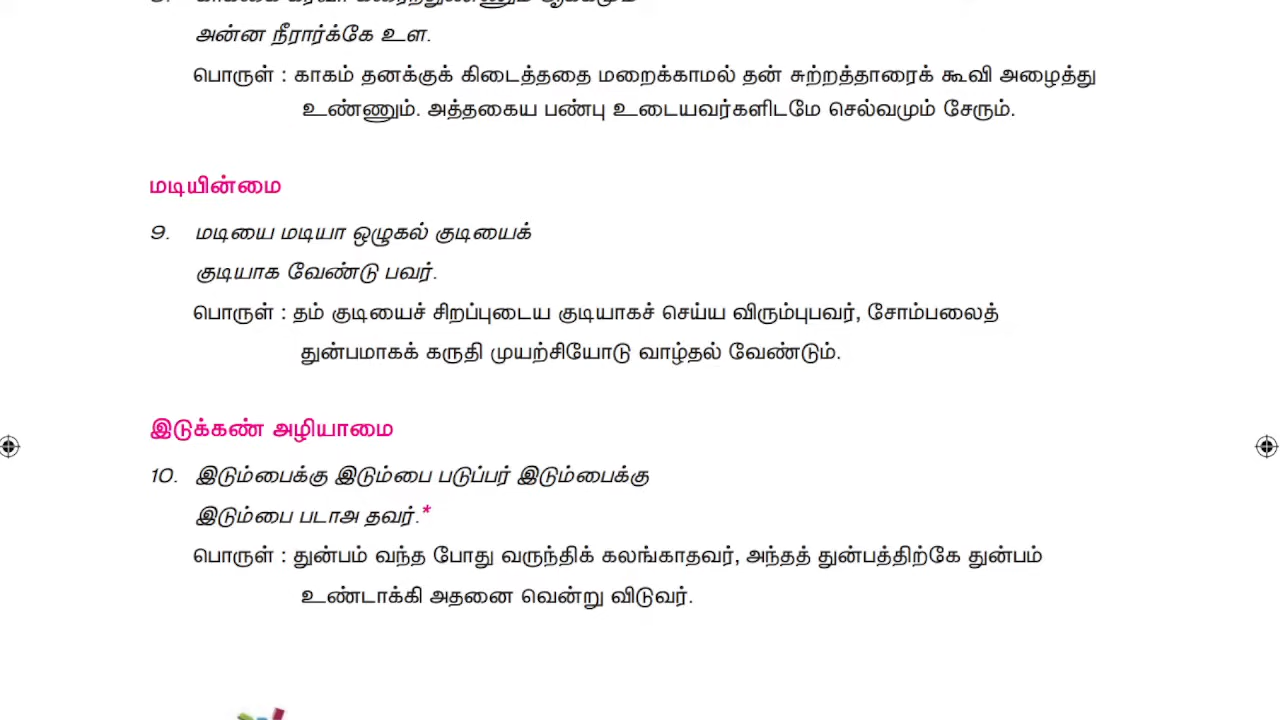 அன்ன நீரார்க்கே உள.
பொருள் : காகம் தனக்குக் கிடைத்ததை மறைக்காமல் தன் சுற்றத்தாரைக் கூவி அழைத்து
உண்ணும். அத்தகைய பண்பு உடையவர்களிடமே செல்வமும் சேரும்.
மடியின்மை
9. மடியை மடியா ஒழுகல் குடியைக்
குடியாக வேண்டு பவர்.
பொருள் : தம் குடியைச் சிறப்புடைய குடியாகச் செய்ய விரும்புபவர், சோம்பலைத்
துன்பமாகக் கருதி முயற்சியோடு வாழ்தல் வேண்டும்.
இடுக்கண் அழியாமை
10. இடும்பைக்கு இடும்பை படுப்பர் இடும்பைக்கு
இடும்பை படாஅ தவர்.*
பொருள் : துன்பம் வந்த போது வருந்திக் கலங்காதவர், அந்தத் துன்பத்திற்கே துன்பம்
உண்டாக்கி அதனை வென்று விடுவர்.